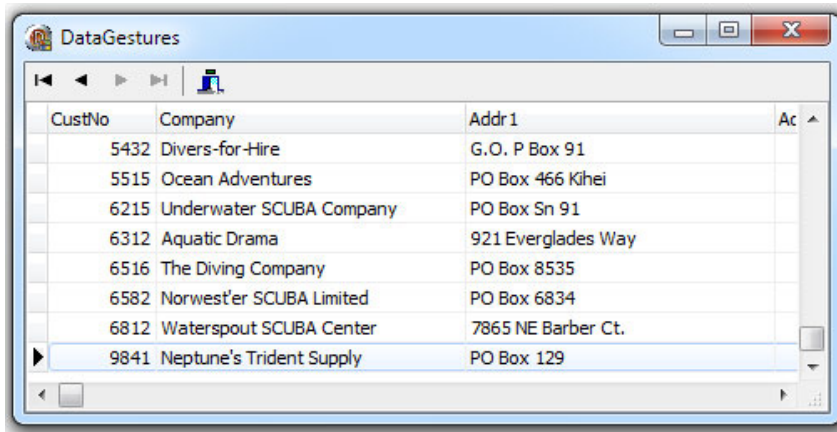 DataGestures
CustNo Company Addr1 Ac
5432 Divers-for-Hire G.O. P Box 91
5515 Ocean Adventures PO Box 466 Kihei
6215 Underwater SCUBA Company PO Box Sn 91
6312 Aquatic Drama 921 Everglades Way
6516 The Diving Company PO Box 8535
6582 Norwest'er SCUBA Limited PO Box 6834
6812 Waterspout SCUBA Center 7865 NE Barber Ct.
9841 Neptune's Trident Supply PO Box 129